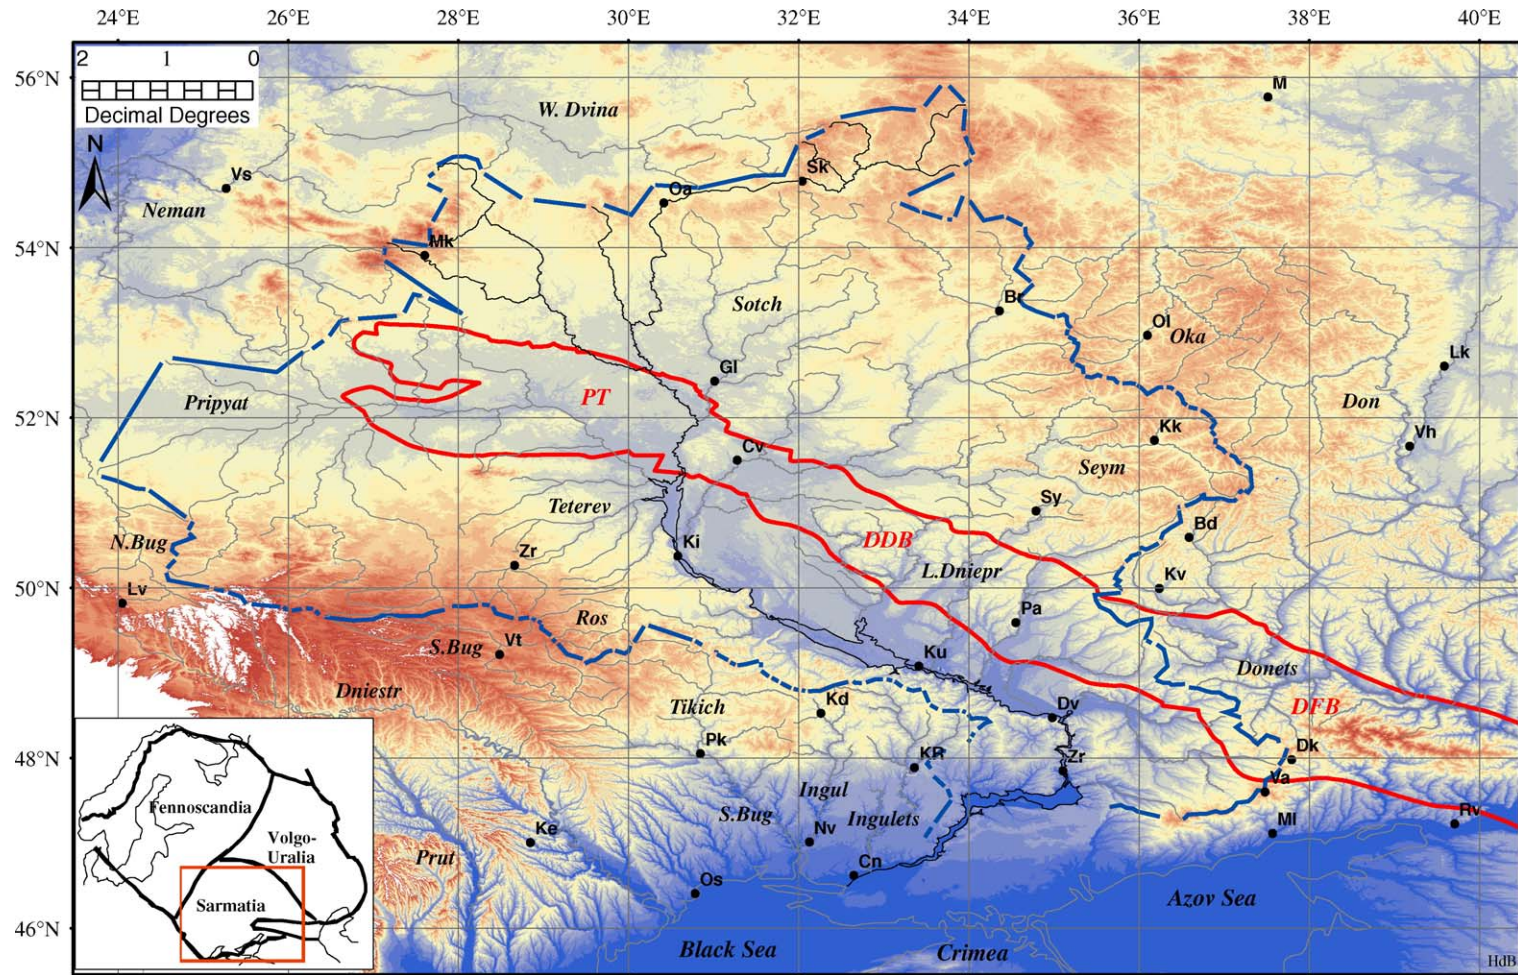 24°E 26°E 28°E 30°E 32°E 34°E 36°E 38°E 40°E
2 1 0
Decimal Degrees
N
56°N
54°N
52°N
50°N
48°N
46°N
W. Dvina
M
Vs
Neman
Sk
Oa
Mk
Sotch
Br
Ol
Oka
Lk
Gl
PT
Pripyat
Don
Kk
Vh
Cv
Seym
Teterev
Sy
N.Bug
Bd
DDB
Ki
Zr
L.Dniepr
Kv
Lv
Ros
Pa
S.Bug
Vt
Ku
Donets
Dniestr
Tikich
Kd
Dv
DFB
Pk
KR
Zr
Dk
Va
Ingul
S.Bug
Ingulets
Nv
Ml
Rv
Ke
Prut
Cn
Os
Azov Sea
Black Sea
Crimea
HdB
Fennoscandia
Volgo-
Uralia
Sarmatia